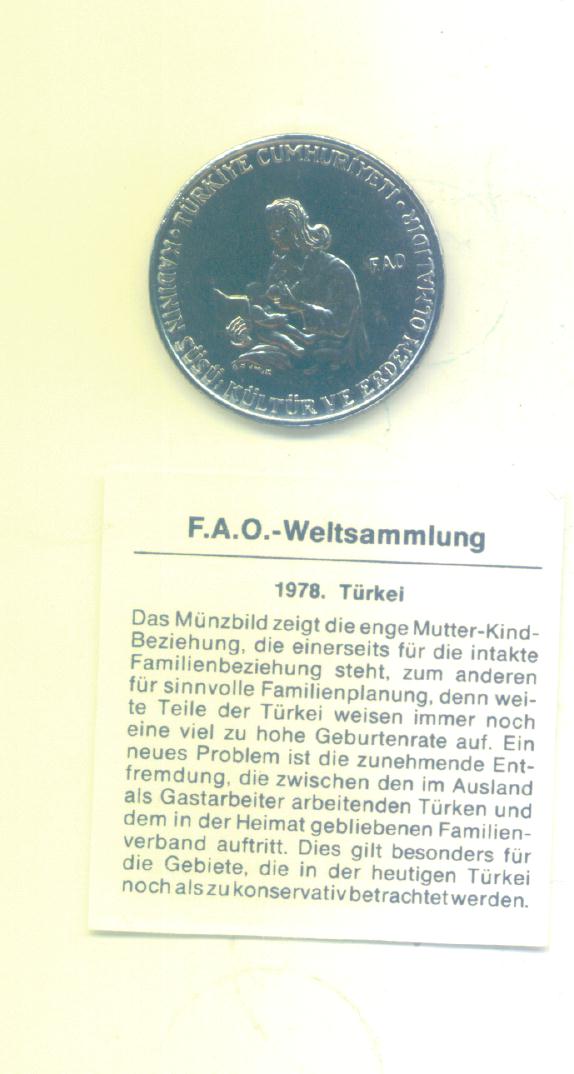 · TÜRKİYE CUMHURİYETİ ·
KADININ SÜSÜ; KÜLTÜR VE ERDEM OLMALIDIR
F.A.O
F.A.O.-Weltsammlung
1978. Türkei
Das Münzbild zeigt die enge Mutter-Kind-
Beziehung, die einerseits für die intakte
Familienbeziehung steht, zum anderen
für sinnvolle Familienplanung, denn wei-
te Teile der Türkei weisen immer noch
eine viel zu hohe Geburtenrate auf. Ein
neues Problem ist die zunehmende Ent-
fremdung, die zwischen den im Ausland
als Gastarbeiter arbeitenden Türken und
dem in der Heimat gebliebenen Familien-
verband auftritt. Dies gilt besonders für
die Gebiete, die in der heutigen Türkei
noch als zu konservativ betrachtet werden.